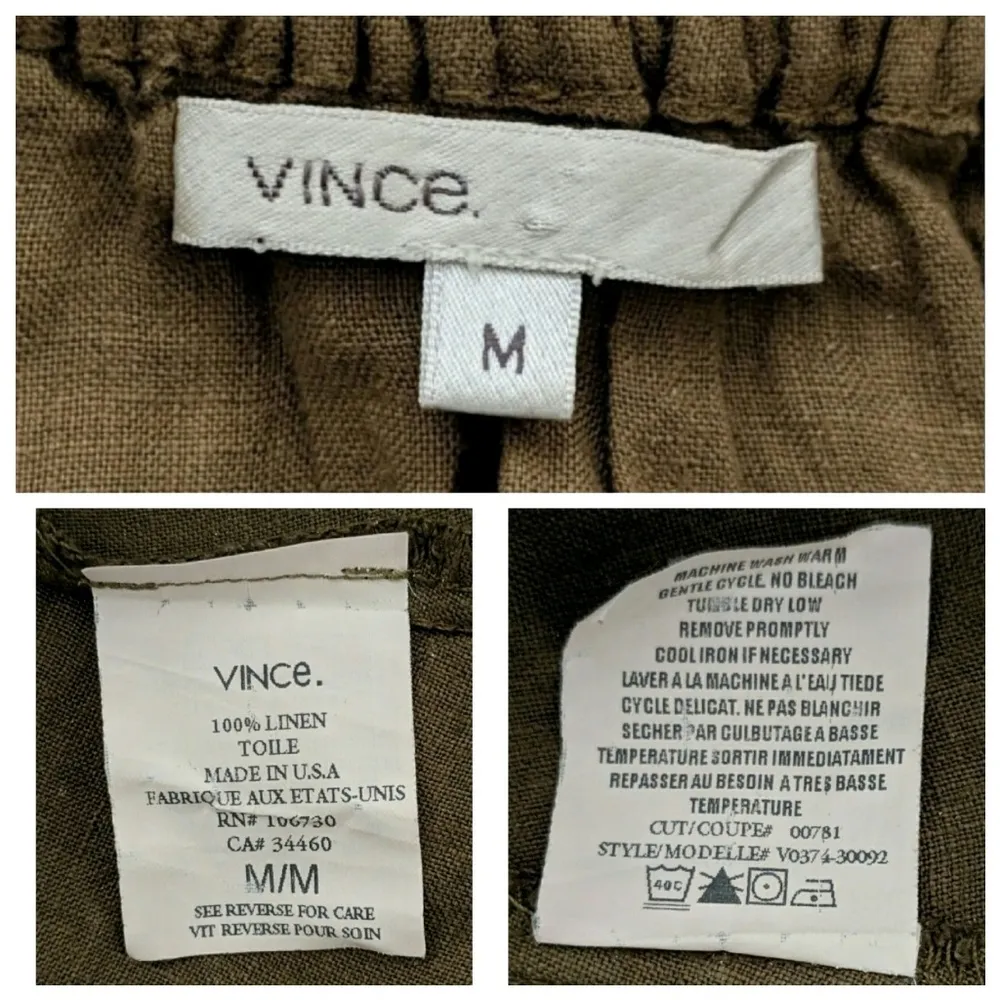 VINCe.
M
VINCe.
100% LINEN
TOILE
MADE IN U.S.A
FABRIQUE AUX ETATS-UNIS
RN# 106730
CA# 34460
M/M
SEE REVERSE FOR CARE
VIT REVERSE POUR SOIN
MACHINE WASH WARM
GENTLE CYCLE. NO BLEACH
TUMBLE DRY LOW
REMOVE PROMPTLY
COOL IRON IF NECESSARY
LAVER A LA MACHINE A L'EAU TIEDE
CYCLE DELICAT. NE PAS BLANCHIR
SECHER PAR CULBUTAGE A BASSE
TEMPERATURE SORTIR IMMEDIATAMENT
REPASSER AU BESOIN A TRES BASSE
TEMPERATURE
CUT/COUPE# 00781
STYLE/MODELLE# V0374-30092
40C